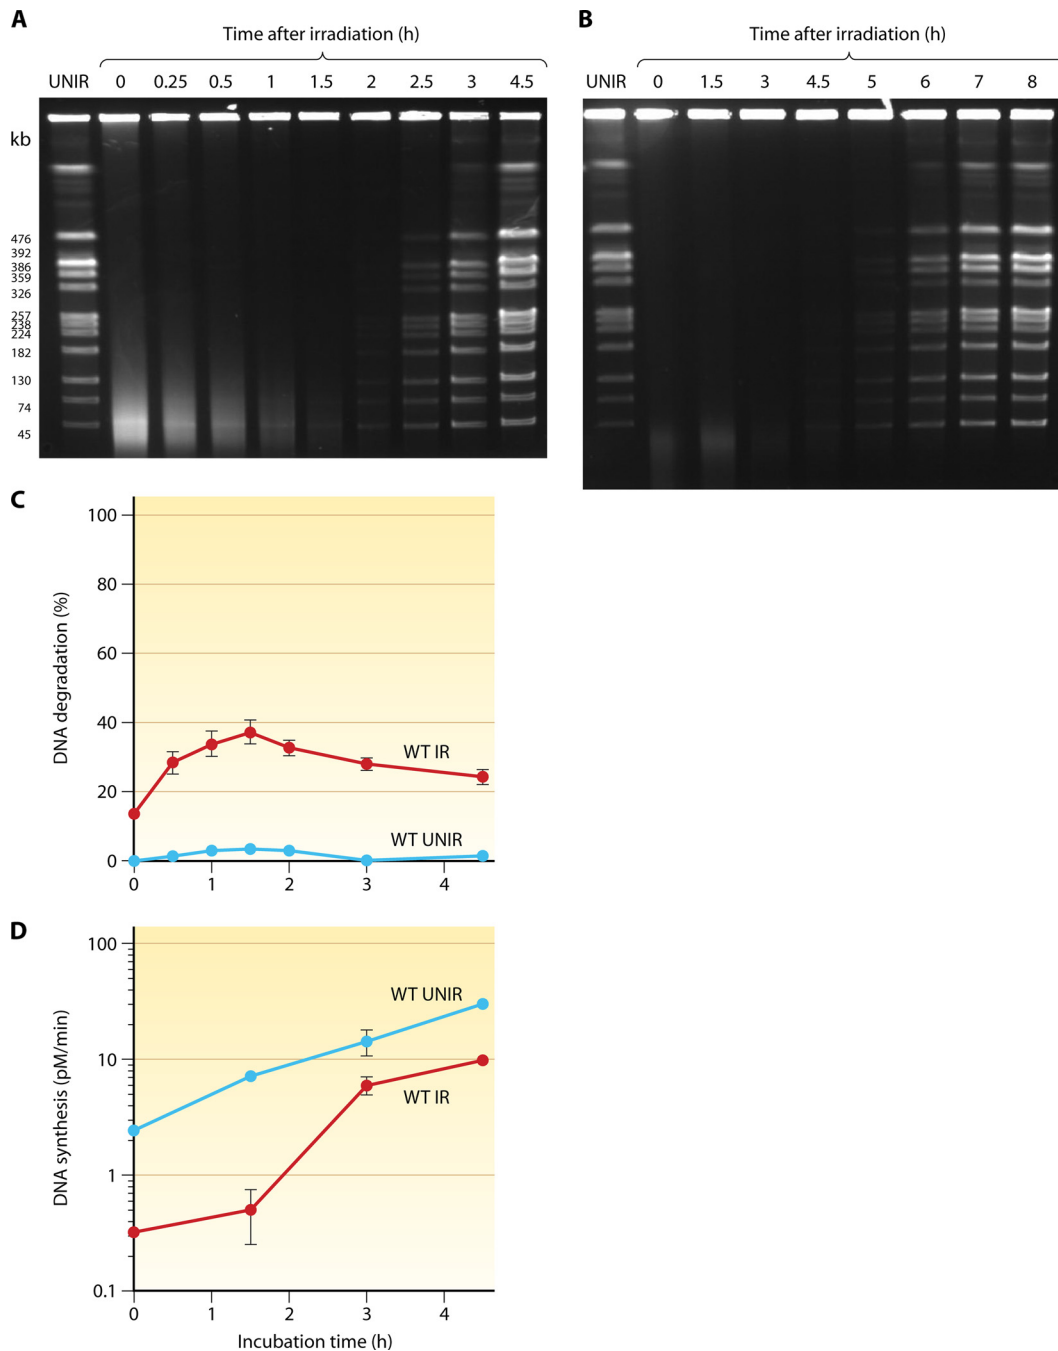 A
Time after irradiation (h)
UNIR 0 0.25 0.5 1 1.5 2 2.5 3 4.5
kb
476
392
386
359
326
257
238
224
182
130
74
45
B
Time after irradiation (h)
UNIR 0 1.5 3 4.5 5 6 7 8
C
DNA degradation (%)
100
80
60
40
20
0
WT IR
WT UNIR
0 1 2 3 4
D
DNA synthesis (pM/min)
100
10
1
0.1
WT UNIR
WT IR
0 1 2 3 4
Incubation time (h)